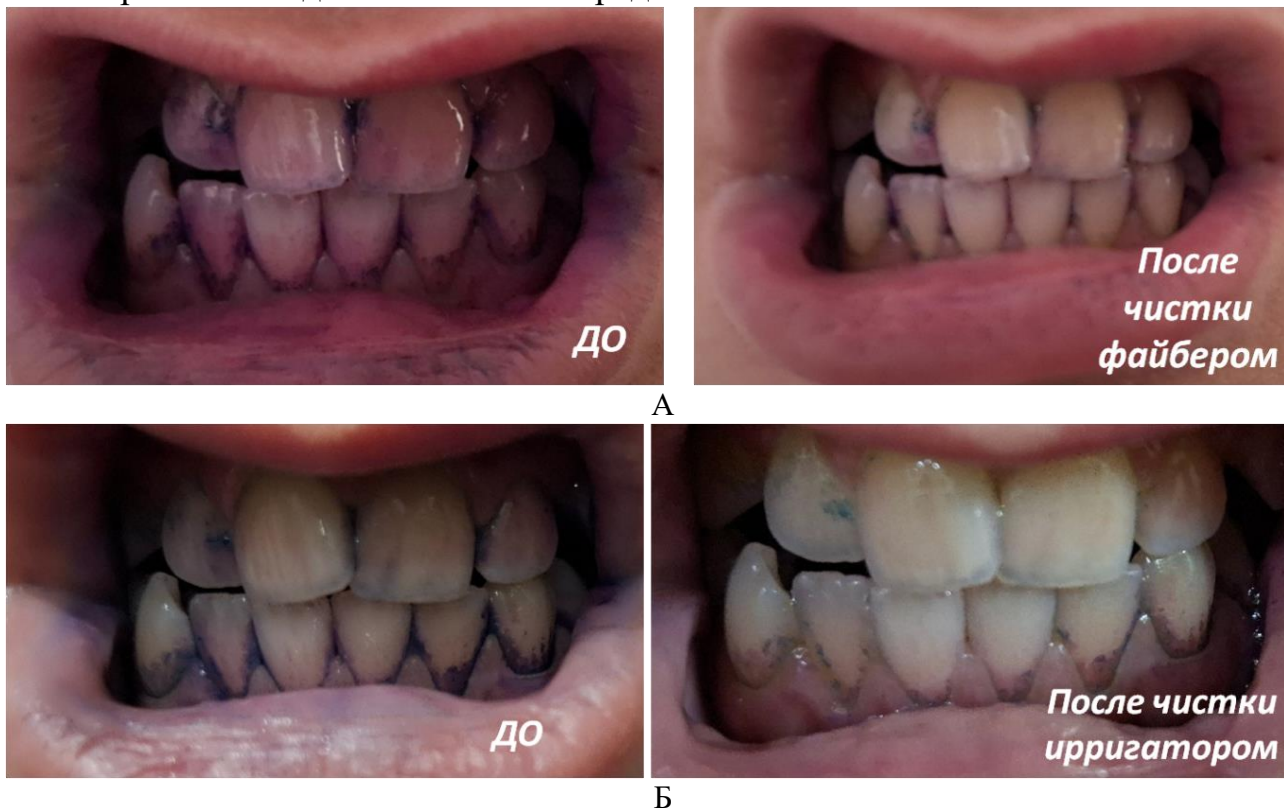 ДО
После
чистки
файбером
А
ДО
После чистки
ирригатором
Б